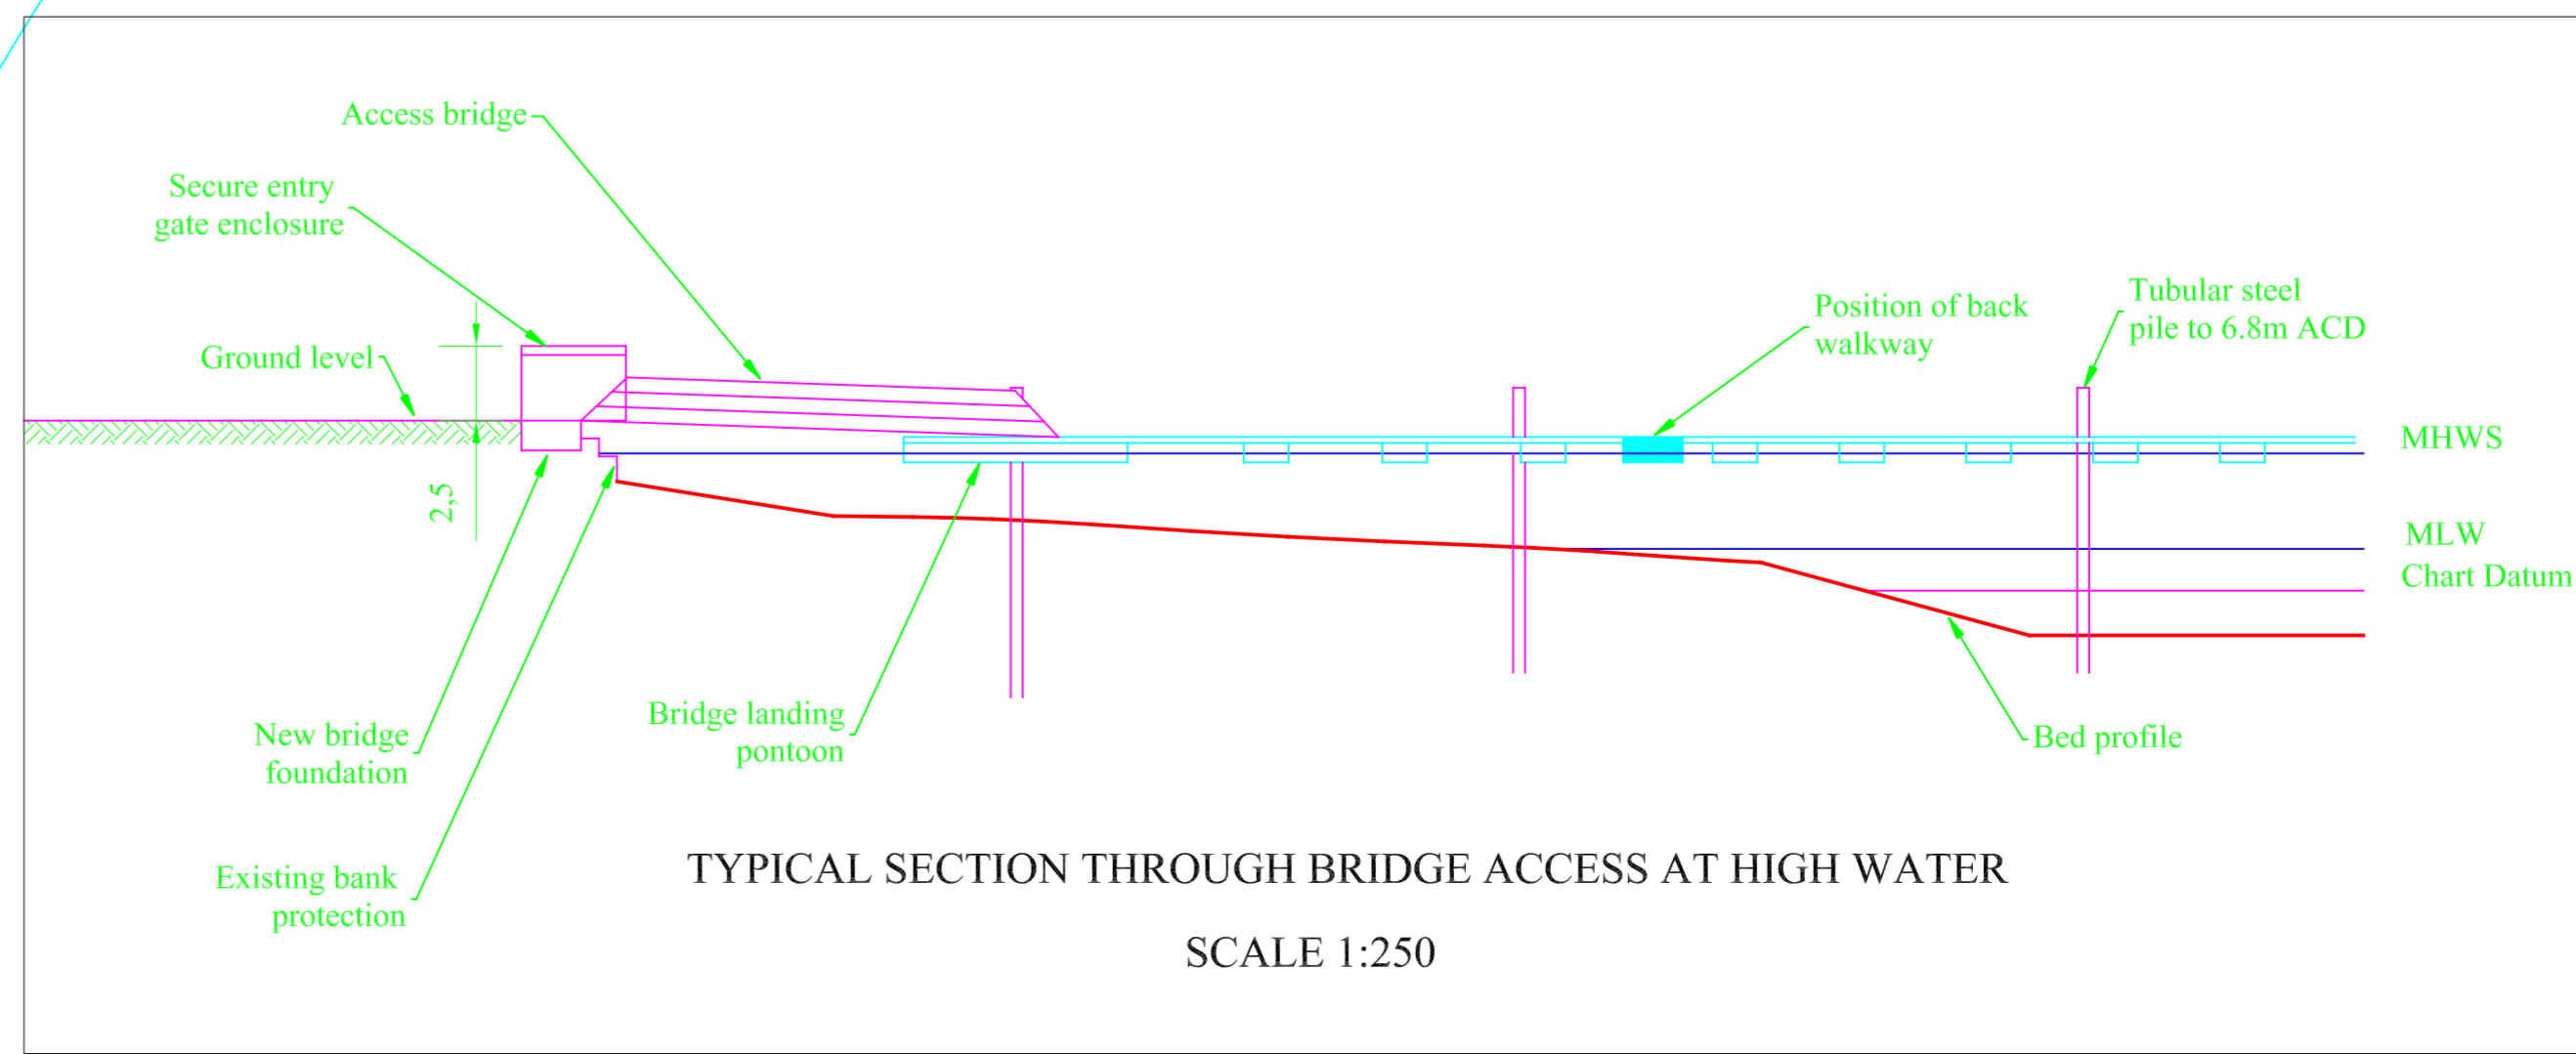 Access bridge
Secure entry
gate enclosure
Ground level
Position of back
walkway
Tubular steel
pile to 6.8m ACD
MHWS
2,5
MLW
Chart Datum
New bridge
foundation
Bridge landing
pontoon
Bed profile
Existing bank
protection
TYPICAL SECTION THROUGH BRIDGE ACCESS AT HIGH WATER
SCALE 1:250